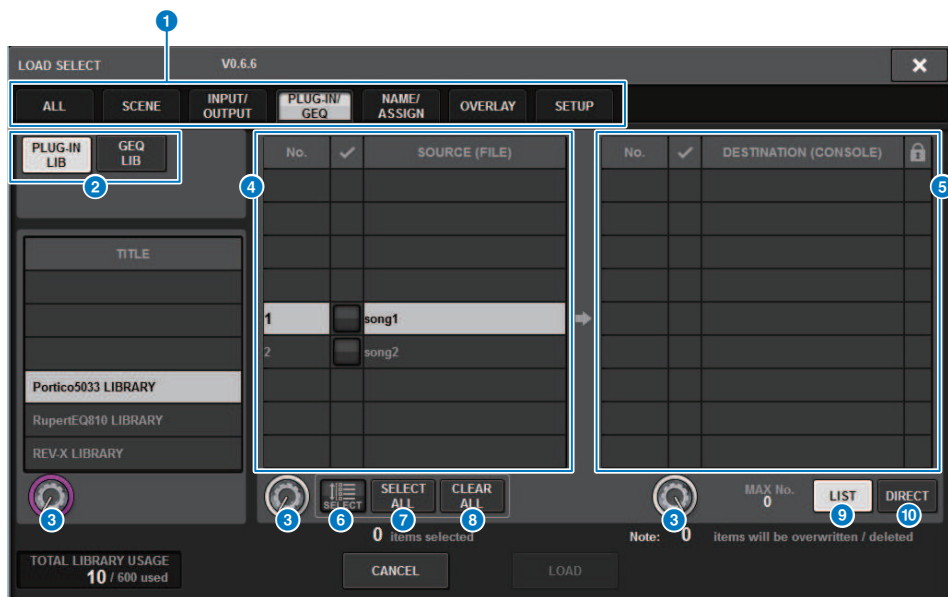 1
LOAD SELECT V0.6.6
ALL SCENE INPUT/ OUTPUT PLUG-IN/ GEQ NAME/ ASSIGN OVERLAY SETUP
PLUG-IN LIB GEQ LIB
2
4
No. SOURCE (FILE)
No. DESTINATION (CONSOLE)
5
TITLE
1 song1
2 song2
Portico5033 LIBRARY
RupertEQ810 LIBRARY
REV-X LIBRARY
3
3
SELECT
6
SELECT ALL
7
CLEAR ALL
8
3
MAX No.
0
LIST
9
DIRECT
10
0 items selected
Note: 0 items will be overwritten / deleted
TOTAL LIBRARY USAGE
10 / 600 used
CANCEL
LOAD